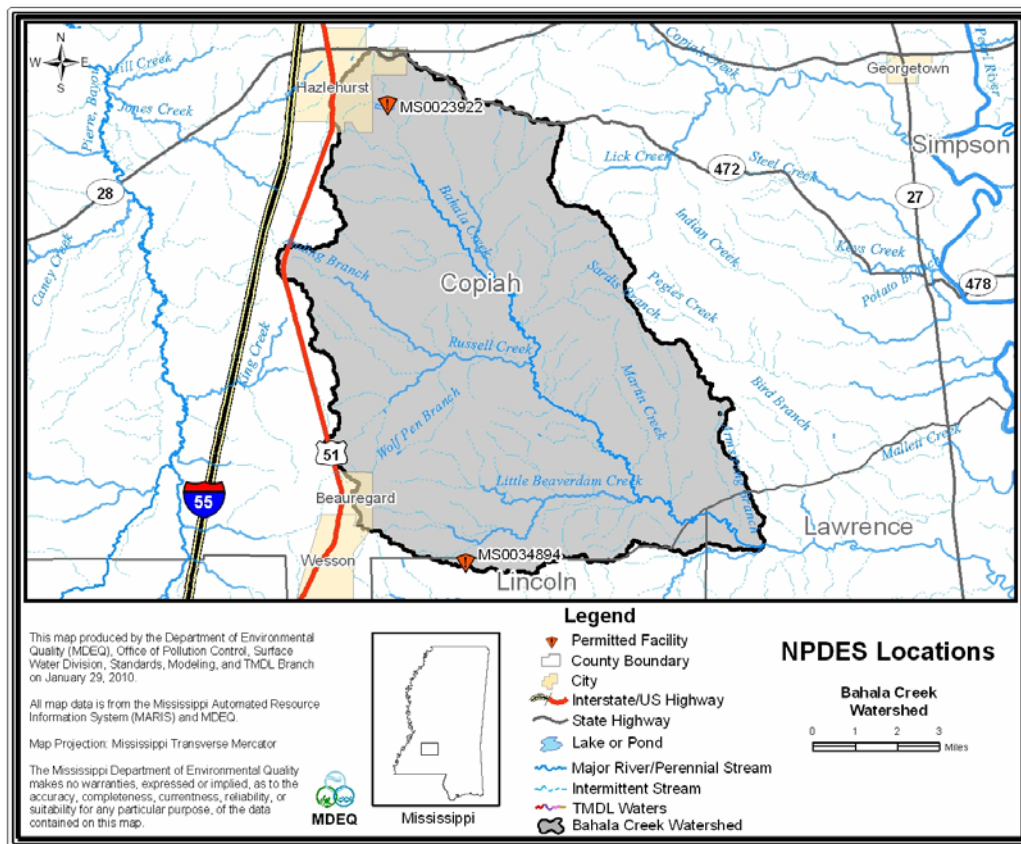 N
W E
S
Mill Creek
Copiah Creek
Pearl River
Georgetown
Hazlehurst
MS0023922
Pierre, Bayou
Jones Creek
Simpson
Lick Creek
472
Steel Creek
28
27
Bahala Creek
Indian Creek
Keys Creek
Caney Creek
Sardis Branch
Potato Branch
Copiah
Pegies Creek
478
Russell Creek
King Creek
Martin Creek
Bird Branch
Wolf Pen Branch
Armstrong Branch
Mallett Creek
51
Little Beaverdam Creek
Beauregard
55
Lawrence
Wesson
MS0034894
Lincoln
This map produced by the Department of Environmental
Quality (MDEQ), Office of Pollution Control, Surface
Water Division, Standards, Modeling, and TMDL Branch
on January 29, 2010.
All map data is from the Mississippi Automated Resource
Information System (MARIS) and MDEQ.
Map Projection: Mississippi Transverse Mercator
The Mississippi Department of Environmental Quality
makes no warranties, expressed or implied, as to the
accuracy, completeness, currentness, reliability, or
suitability for any particular purpose, of the data
contained on this map.
MDEQ
Mississippi
Legend
Permitted Facility
County Boundary
City
Interstate/US Highway
State Highway
Lake or Pond
Major River/Perennial Stream
Intermittent Stream
TMDL Waters
Bahala Creek Watershed
NPDES Locations
Bahala Creek
Watershed
0 1 2 3
Miles